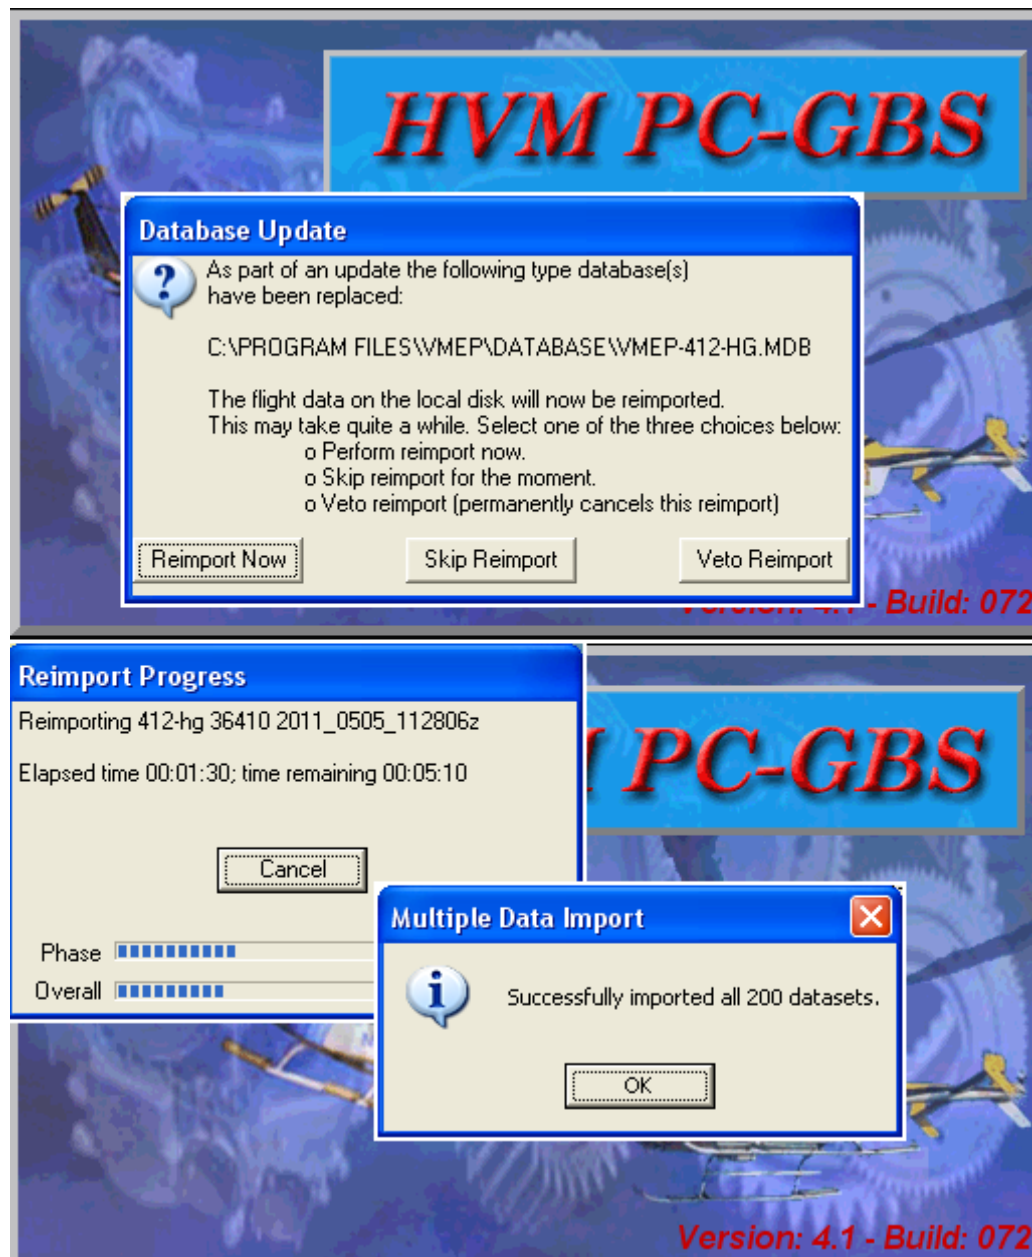 HVM PC-GBS
Database Update
As part of an update the following type database(s)
have been replaced:
C:\PROGRAM FILES\VMEP\DATABASE\VMEP-412-HG.MDB
The flight data on the local disk will now be reimported.
This may take quite a while. Select one of the three choices below:
o Perform reimport now.
o Skip reimport for the moment.
o Veto reimport (permanently cancels this reimport)
Reimport Now Skip Reimport Veto Reimport
Version: 4.1 - Build: 072
Reimport Progress
Reimporting 412-hg 36410 2011_0505_112806z
Elapsed time 00:01:30; time remaining 00:05:10
Cancel
Phase
Overall
PC-GBS
Multiple Data Import
Successfully imported all 200 datasets.
OK
Version: 4.1 - Build: 072